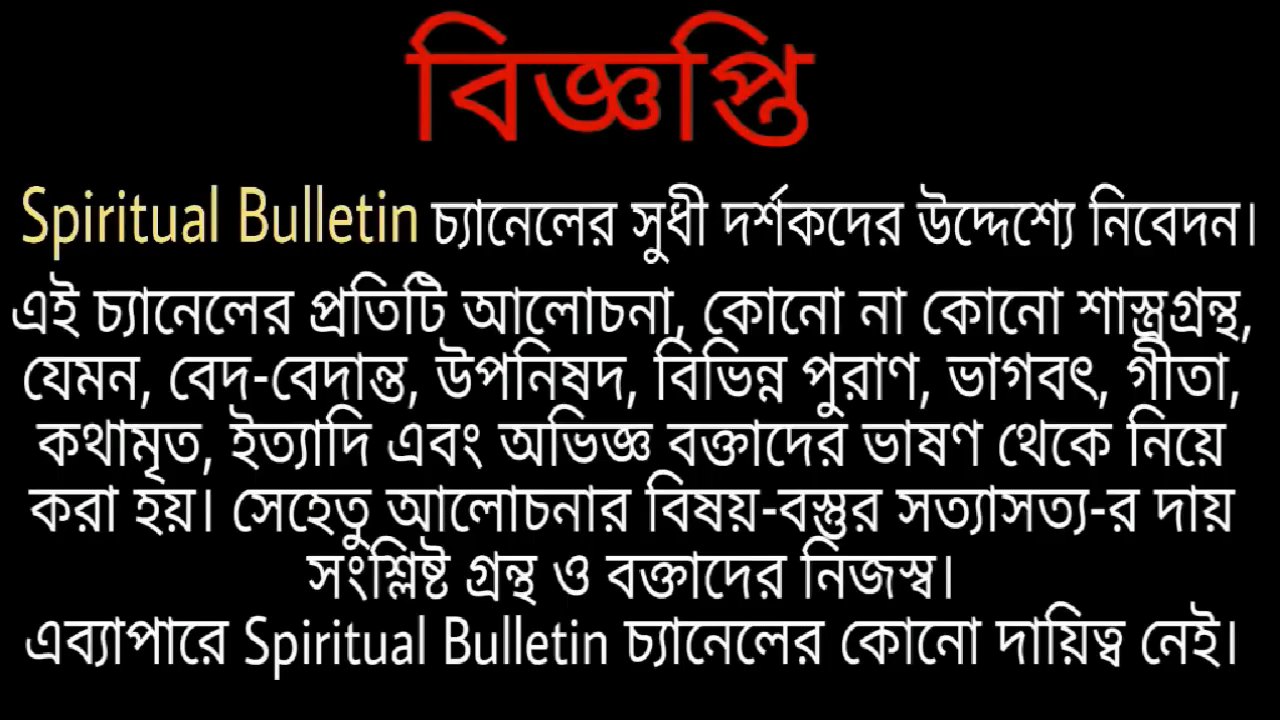 বিজ্ঞপ্তি
Spiritual Bulletin চ্যানেলের সুধী দর্শকদের উদ্দেশ্যে নিবেদন।
এই চ্যানেলের প্রতিটি আলোচনা, কোনো না কোনো শাস্ত্রগ্রন্থ,
যেমন, বেদ-বেদান্ত, উপনিষদ, বিভিন্ন পুরাণ, ভাগবৎ, গীতা,
কথামৃত, ইত্যাদি এবং অভিজ্ঞ বক্তাদের ভাষণ থেকে নিয়ে
করা হয়। সেহেতু আলোচনার বিষয়-বস্তুর সত্যাসত্য-র দায়
সংশ্লিষ্ট গ্রন্থ ও বক্তাদের নিজস্ব।
এব্যাপারে Spiritual Bulletin চ্যানেলের কোনো দায়িত্ব নেই।